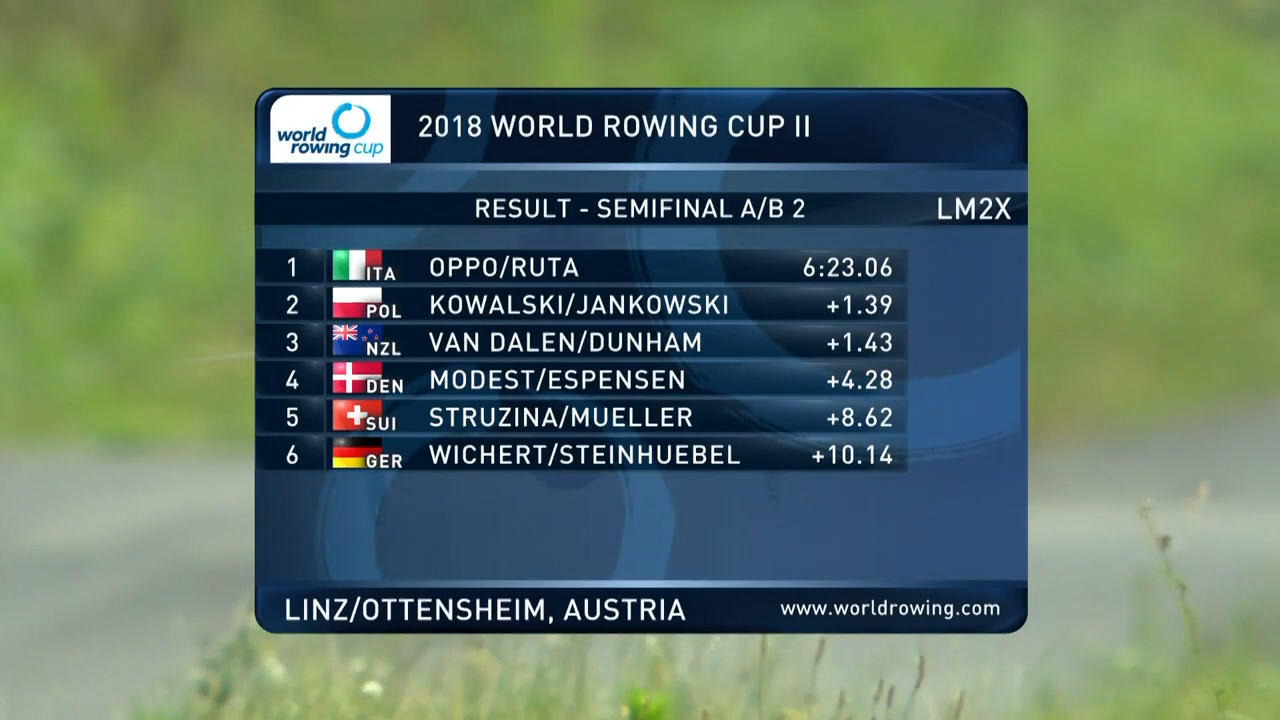 world
rowing cup
2018 WORLD ROWING CUP II
RESULT - SEMIFINAL A/B 2 LM2X
1 ITA OPPO/RUTA 6:23.06
2 POL KOWALSKI/JANKOWSKI +1.39
3 NZL VAN DALEN/DUNHAM +1.43
4 DEN MODEST/ESPENSEN +4.28
5 SUI STRUZINA/MUELLER +8.62
6 GER WICHERT/STEINHUEBEL +10.14
LINZ/OTTENSHEIM, AUSTRIA www.worldrowing.com